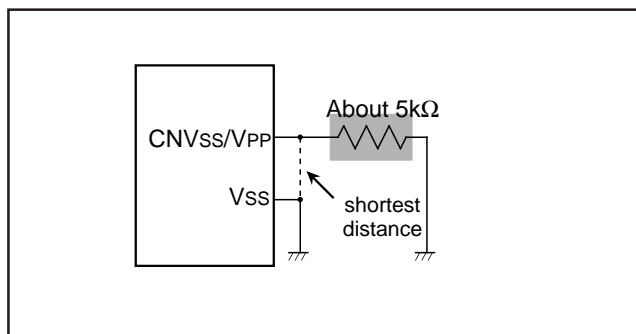 About 5kΩ
CNVSS/VPP
VSS
shortest
distance